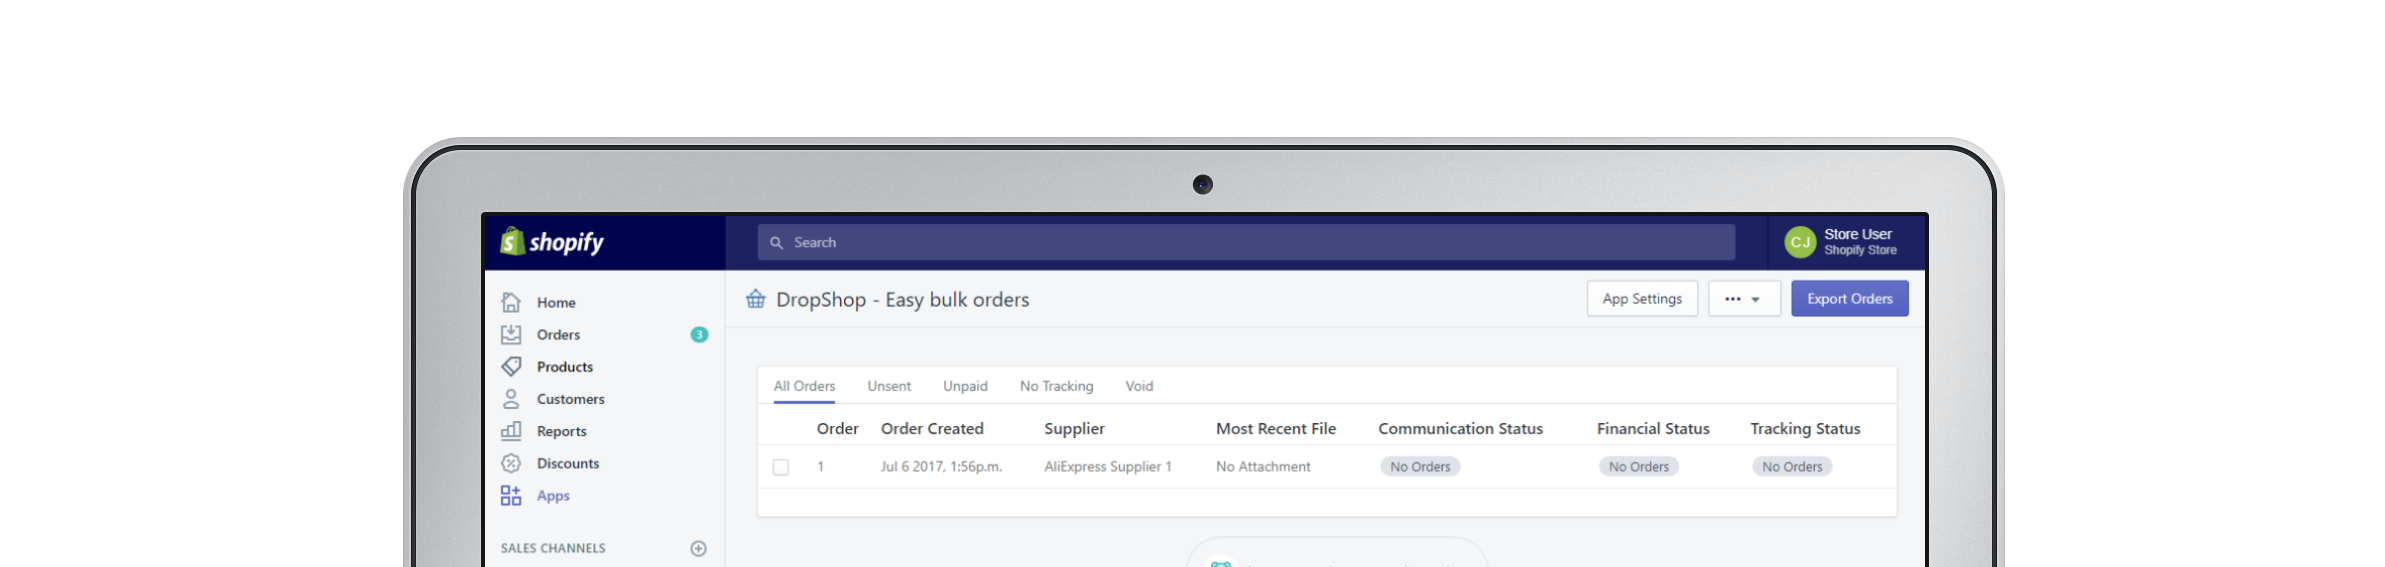 shopify
Search
CJ
Store User
Shopify Store
Home
Orders 3
Products
Customers
Reports
Discounts
Apps
SALES CHANNELS
DropShop - Easy bulk orders
App Settings
Export Orders
All Orders Unsent Unpaid No Tracking Void
Order Order Created Supplier Most Recent File Communication Status Financial Status Tracking Status
1 Jul 6 2017, 1:56p.m. AliExpress Supplier 1 No Attachment No Orders No Orders No Orders